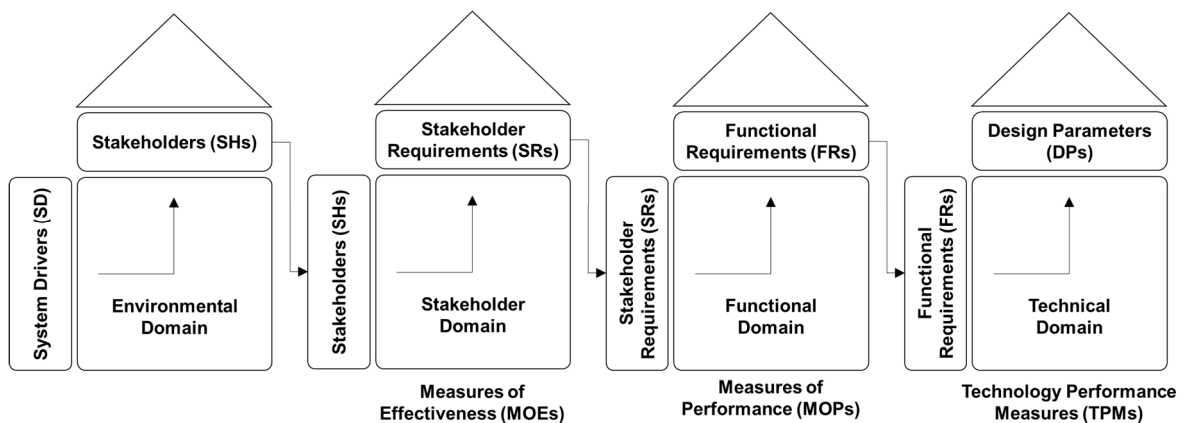 Stakeholders (SHs)
System Drivers (SD)
Environmental
Domain
Stakeholder
Requirements (SRs)
Stakeholders (SHs)
Stakeholder
Domain
Measures of
Effectiveness (MOEs)
Functional
Requirements (FRs)
Stakeholder
Requirements (SRs)
Functional
Domain
Measures of
Performance (MOPs)
Design Parameters
(DPs)
Functional
Requirements (FRs)
Technical
Domain
Technology Performance
Measures (TPMs)